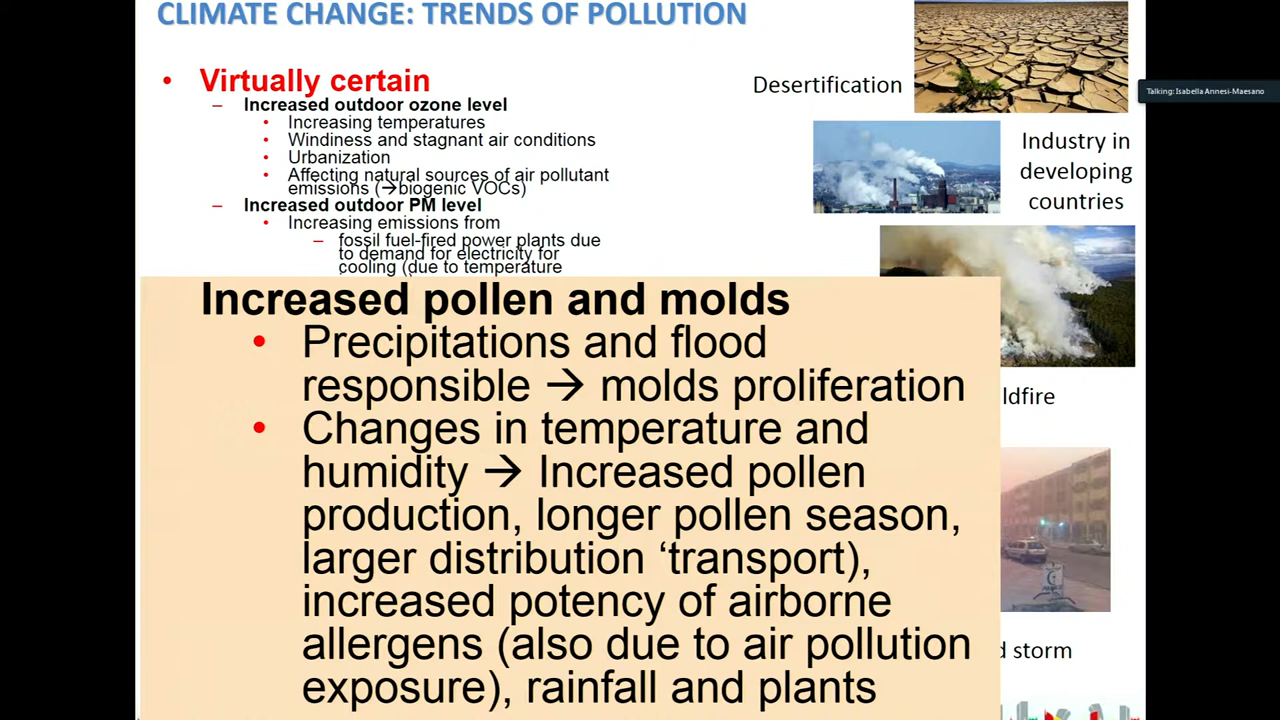 CLIMATE CHANGE: TRENDS OF POLLUTION
• Virtually certain
– Increased outdoor ozone level
• Increasing temperatures
• Windiness and stagnant air conditions
• Urbanization
• Affecting natural sources of air pollutant
emissions (→biogenic VOCs)
– Increased outdoor PM level
• Increasing emissions from
– fossil fuel-fired power plants due
to demand for electricity for
cooling (due to temperature
Increased pollen and molds
• Precipitations and flood
responsible → molds proliferation
• Changes in temperature and
humidity → Increased pollen
production, longer pollen season,
larger distribution ‘transport),
increased potency of airborne
allergens (also due to air pollution
exposure), rainfall and plants
Desertification
Talking: Isabella Annesi-Maesano
Industry in
developing
countries
ldfire
d storm